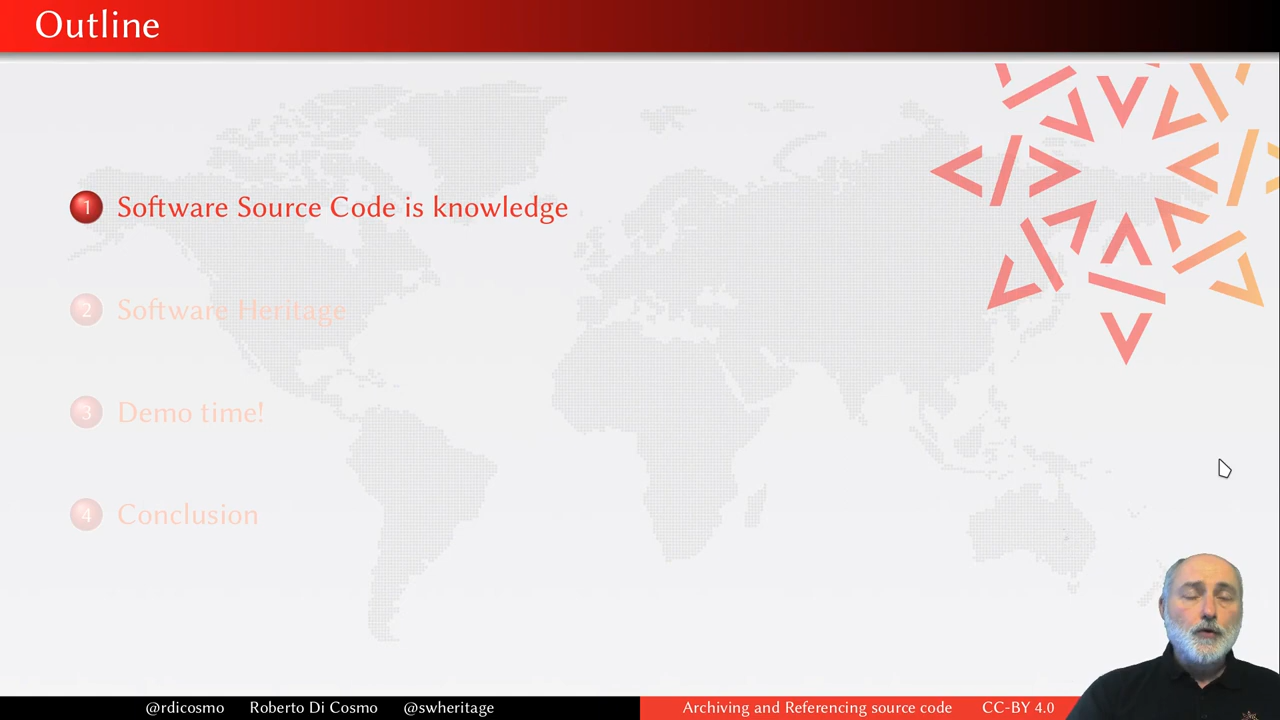 Outline
1 Software Source Code is knowledge
2 Software Heritage
3 Demo time!
4 Conclusion
@rdicosmo Roberto Di Cosmo @swheritage Archiving and Referencing source code CC-BY 4.0